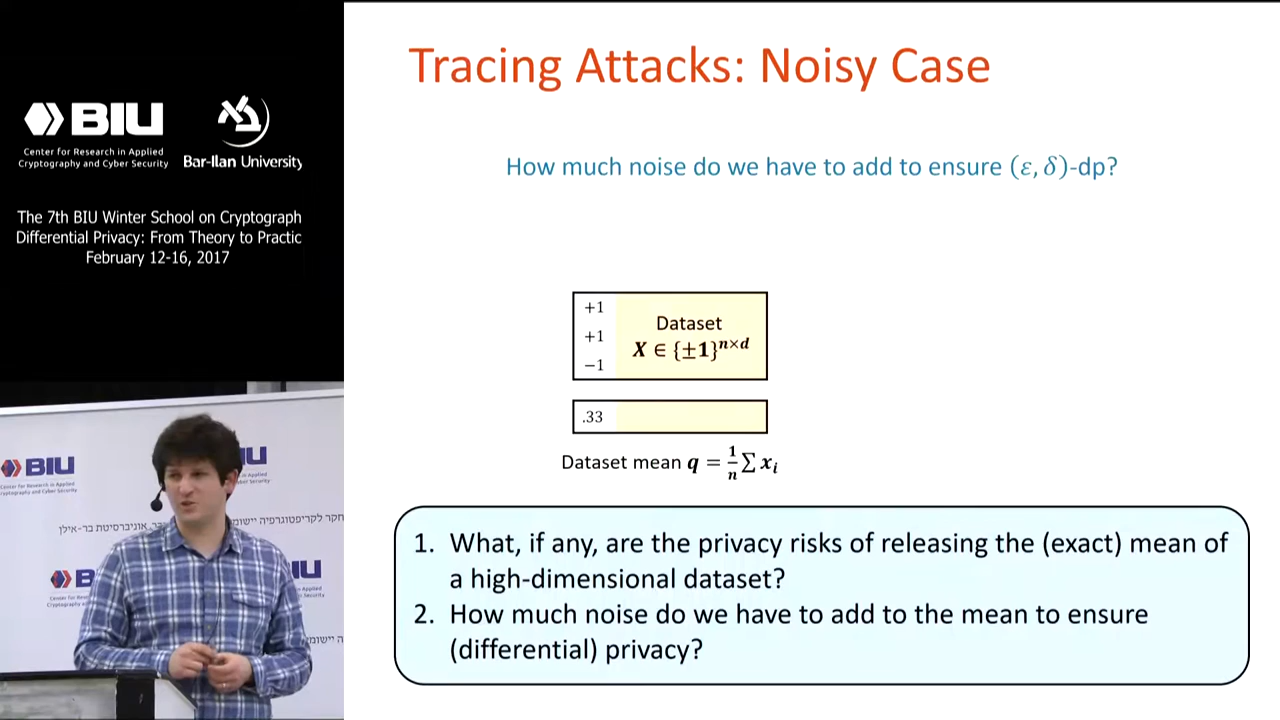 Tracing Attacks: Noisy Case
BIU
Center for Research in Applied
Cryptography and Cyber Security
Bar-Ilan University
How much noise do we have to add to ensure (ε, δ)-dp?
The 7th BIU Winter School on Cryptograph
Differential Privacy: From Theory to Practic
February 12-16, 2017
+1
+1
−1
Dataset
X ∈ {±1}ⁿˣᵈ
.33
Dataset mean q = 1/n ∑ xᵢ
BIU
BIU
1. What, if any, are the privacy risks of releasing the (exact) mean of
a high-dimensional dataset?
2. How much noise do we have to add to the mean to ensure
(differential) privacy?